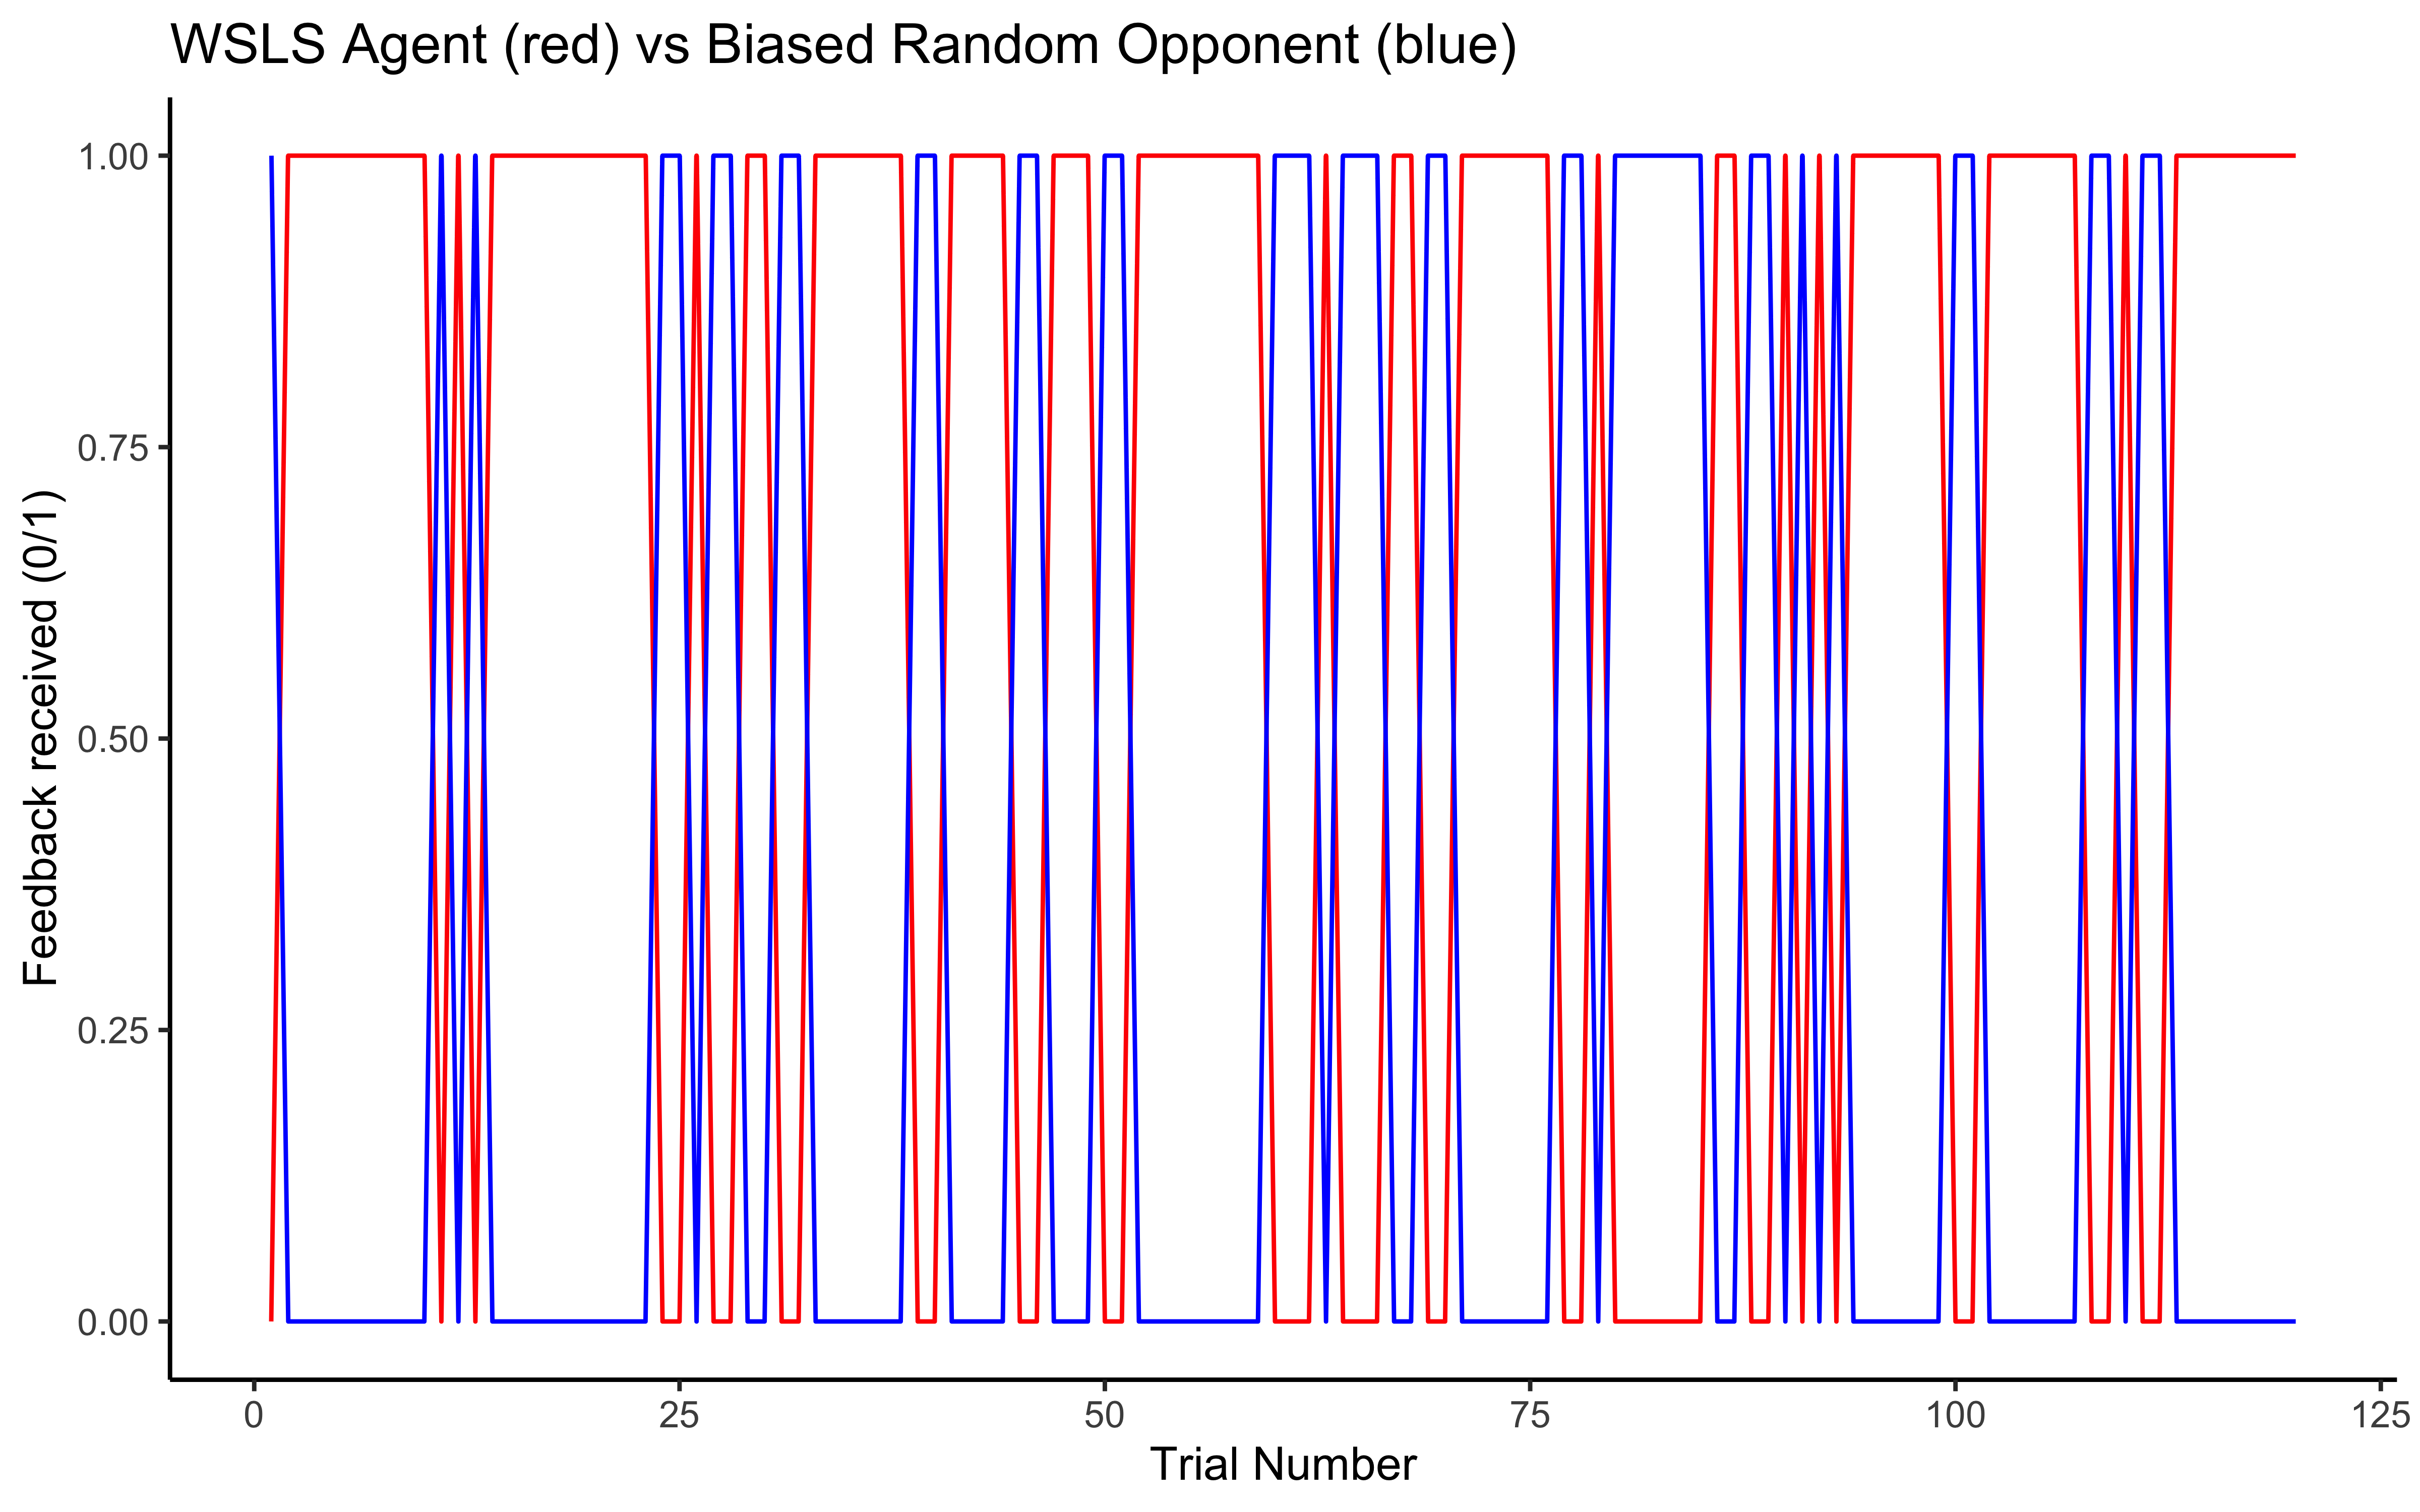 WSLS Agent (red) vs Biased Random Opponent (blue)
Feedback received (0/1)
1.00
0.75
0.50
0.25
0.00
0 25 50 75 100 125
Trial Number